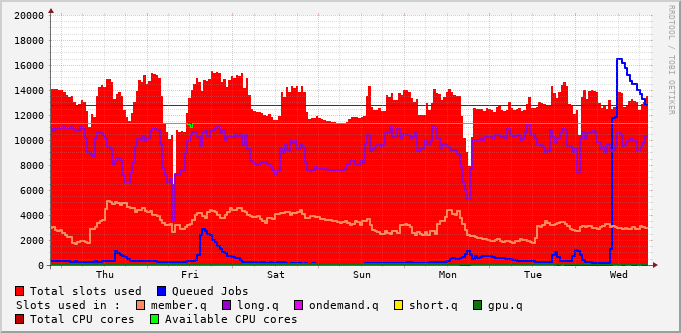 RRDTOOL / TOBI OETIKER
20000
18000
16000
14000
12000
10000
8000
6000
4000
2000
0
Thu Fri Sat Sun Mon Tue Wed
Total slots used Queued Jobs
Slots used in : member.q long.q ondemand.q short.q gpu.q
Total CPU cores Available CPU cores